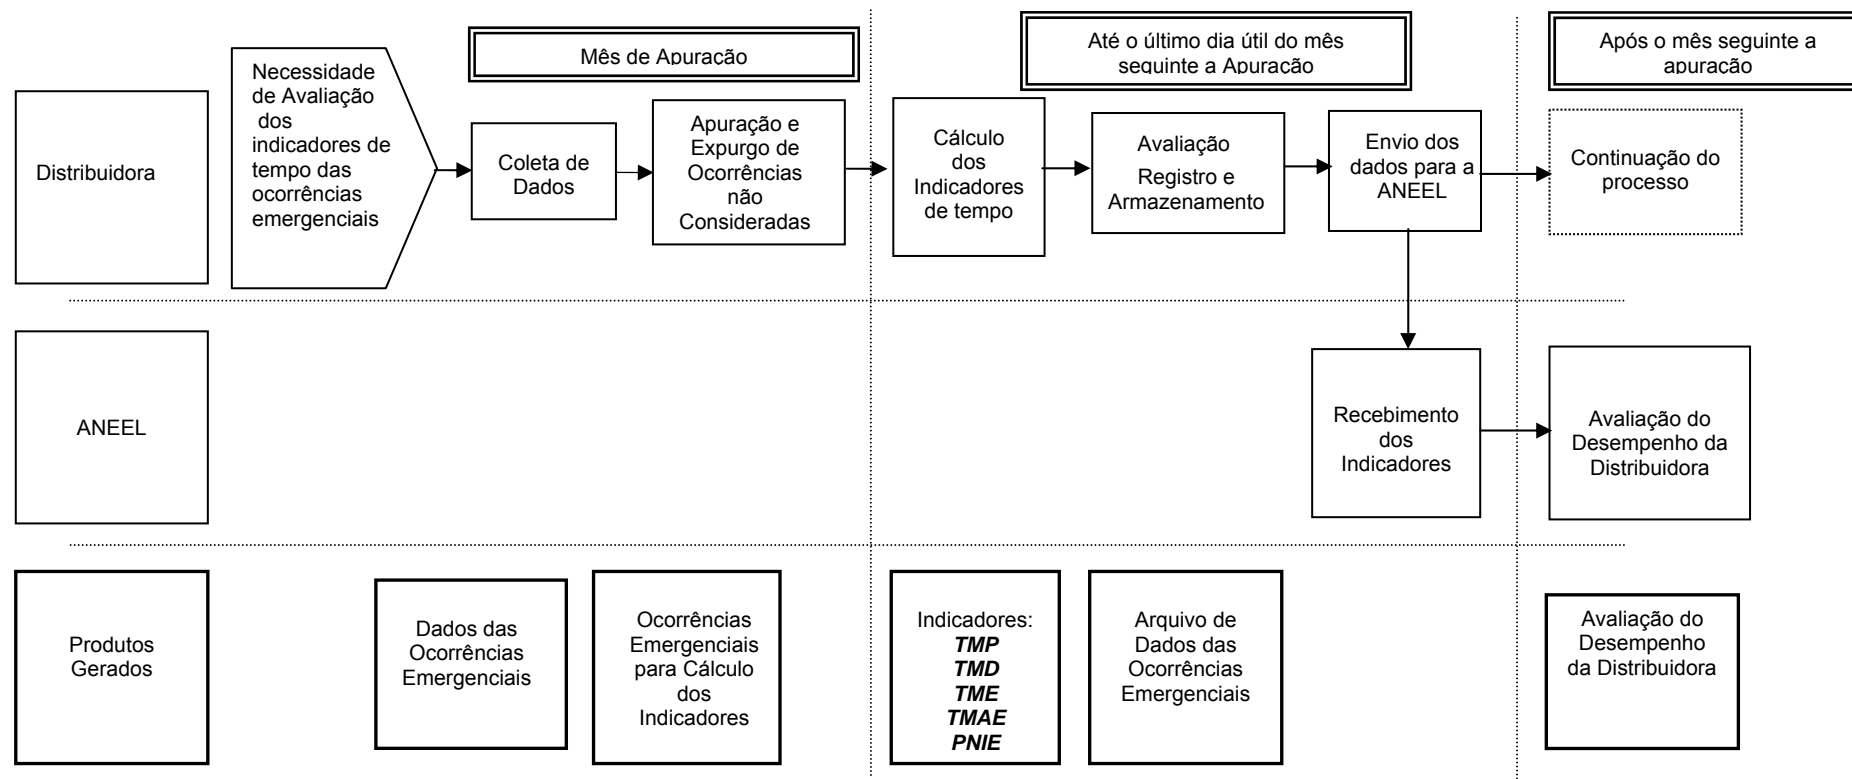 Mês de Apuração
Até o último dia útil do mês
seguinte a Apuração
Após o mês seguinte a
apuração
Distribuidora
Necessidade
de Avaliação
dos
indicadores de
tempo das
ocorrências
emergenciais
Coleta de
Dados
Apuração e
Expurgo de
Ocorrências
não
Consideradas
Cálculo
dos
Indicadores
de tempo
Avaliação
Registro e
Armazenamento
Envio dos
dados para a
ANEEL
Continuação do
processo
ANEEL
Recebimento
dos
Indicadores
Avaliação do
Desempenho da
Distribuidora
Produtos
Gerados
Dados das
Ocorrências
Emergenciais
Ocorrências
Emergenciais
para Cálculo
dos
Indicadores
Indicadores:
TMP
TMD
TME
TMAE
PNIE
Arquivo de
Dados das
Ocorrências
Emergenciais
Avaliação do
Desempenho
da Distribuidora